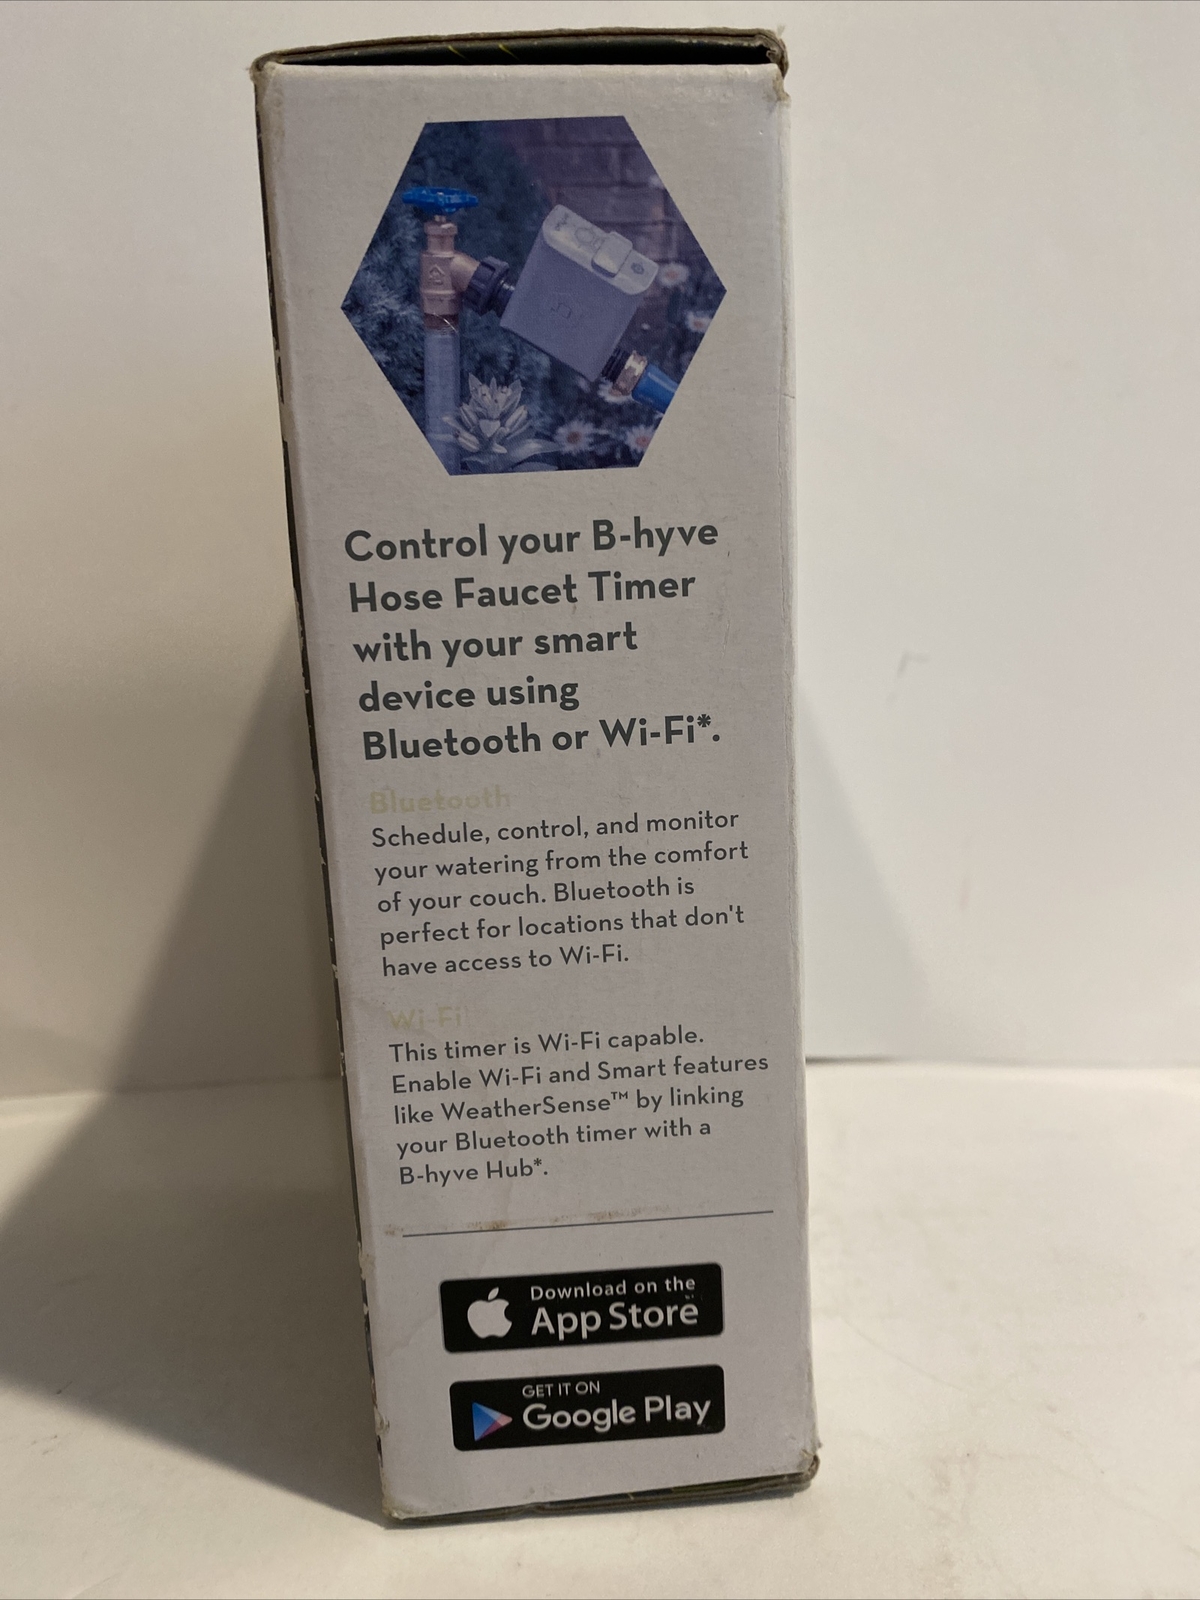 Control your B-hyve
Hose Faucet Timer
with your smart
device using
Bluetooth or Wi-Fi*.
Bluetooth
Schedule, control, and monitor
your watering from the comfort
of your couch. Bluetooth is
perfect for locations that don't
have access to Wi-Fi.
Wi-Fi
This timer is Wi-Fi capable.
Enable Wi-Fi and Smart features
like WeatherSense™ by linking
your Bluetooth timer with a
B-hyve Hub*.
Download on the
App Store
GET IT ON
Google Play